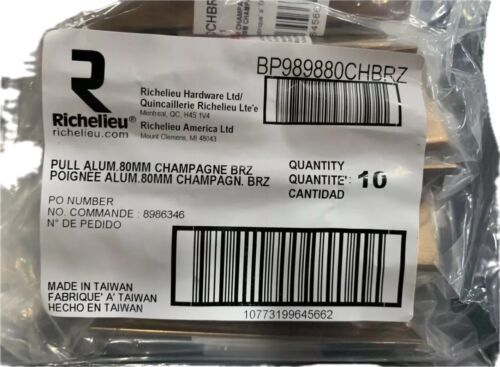 Richelieu®
richelieu.com
Richelieu Hardware Ltd/
Quincaillerie Richelieu Lte'e
Montreal, QC, H4S 1V4
Richelieu America Ltd
Mount Clemens, MI 48043
BP989880CHBRZ
PULL ALUM.80MM CHAMPAGNE BRZ
POIGNEE ALUM.80MM CHAMPAGN. BRZ
QUANTITY
QUANTITE' : 10
CANTIDAD
PO NUMBER
NO. COMMANDE : 8986346
N° DE PEDIDO
MADE IN TAIWAN
FABRIQUE' A' TAIWAN
HECHO EN TAIWAN
10773199645662